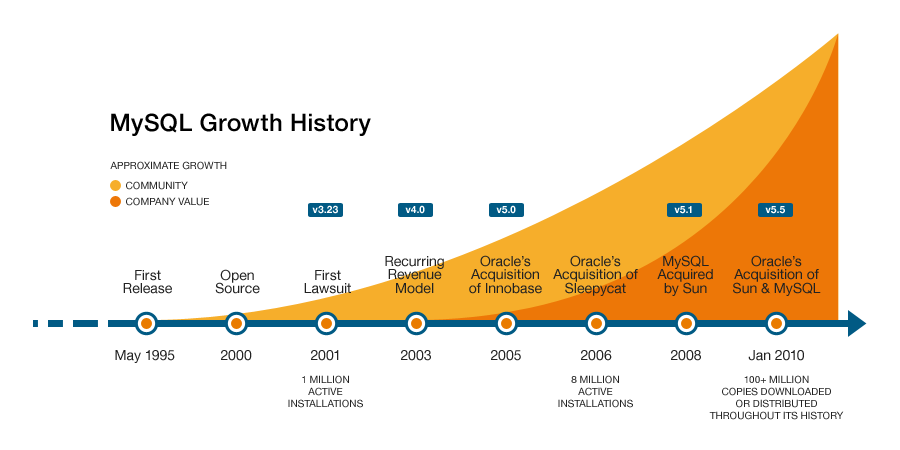 MySQL Growth History
APPROXIMATE GROWTH
COMMUNITY
COMPANY VALUE
v3.23
v4.0
v5.0
v5.1
v5.5
First
Release
Open
Source
First
Lawsuit
Recurring
Revenue
Model
Oracle's
Acquisition
of Innobase
Oracle's
Acquisition of
Sleepycat
MySQL
Acquired
by Sun
Oracle's
Acquisition of
Sun & MySQL
May 1995
2000
2001
2003
2005
2006
2008
Jan 2010
1 MILLION
ACTIVE
INSTALLATIONS
8 MILLION
ACTIVE
INSTALLATIONS
100+ MILLION
COPIES DOWNLOADED
OR DISTRIBUTED
THROUGHOUT ITS HISTORY